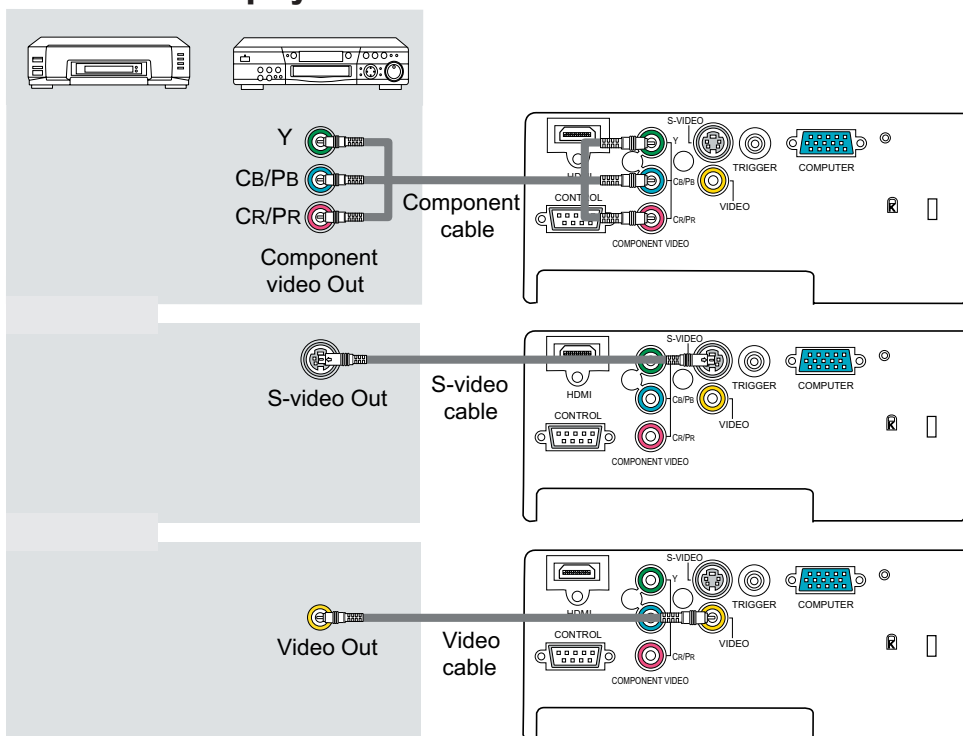 Y
CB/PB
CR/PR
Component
video Out
Component
cable
S-VIDEO
Y
HDMI
TRIGGER
COMPUTER
CB/PB
VIDEO
CONTROL
CR/PR
COMPONENT VIDEO
S-video Out
S-video
cable
S-VIDEO
HDMI
TRIGGER
COMPUTER
CB/PB
VIDEO
CONTROL
CR/PR
COMPONENT VIDEO
Video Out
Video
cable
S-VIDEO
Y
HDMI
TRIGGER
COMPUTER
VIDEO
CONTROL
CR/PR
COMPONENT VIDEO